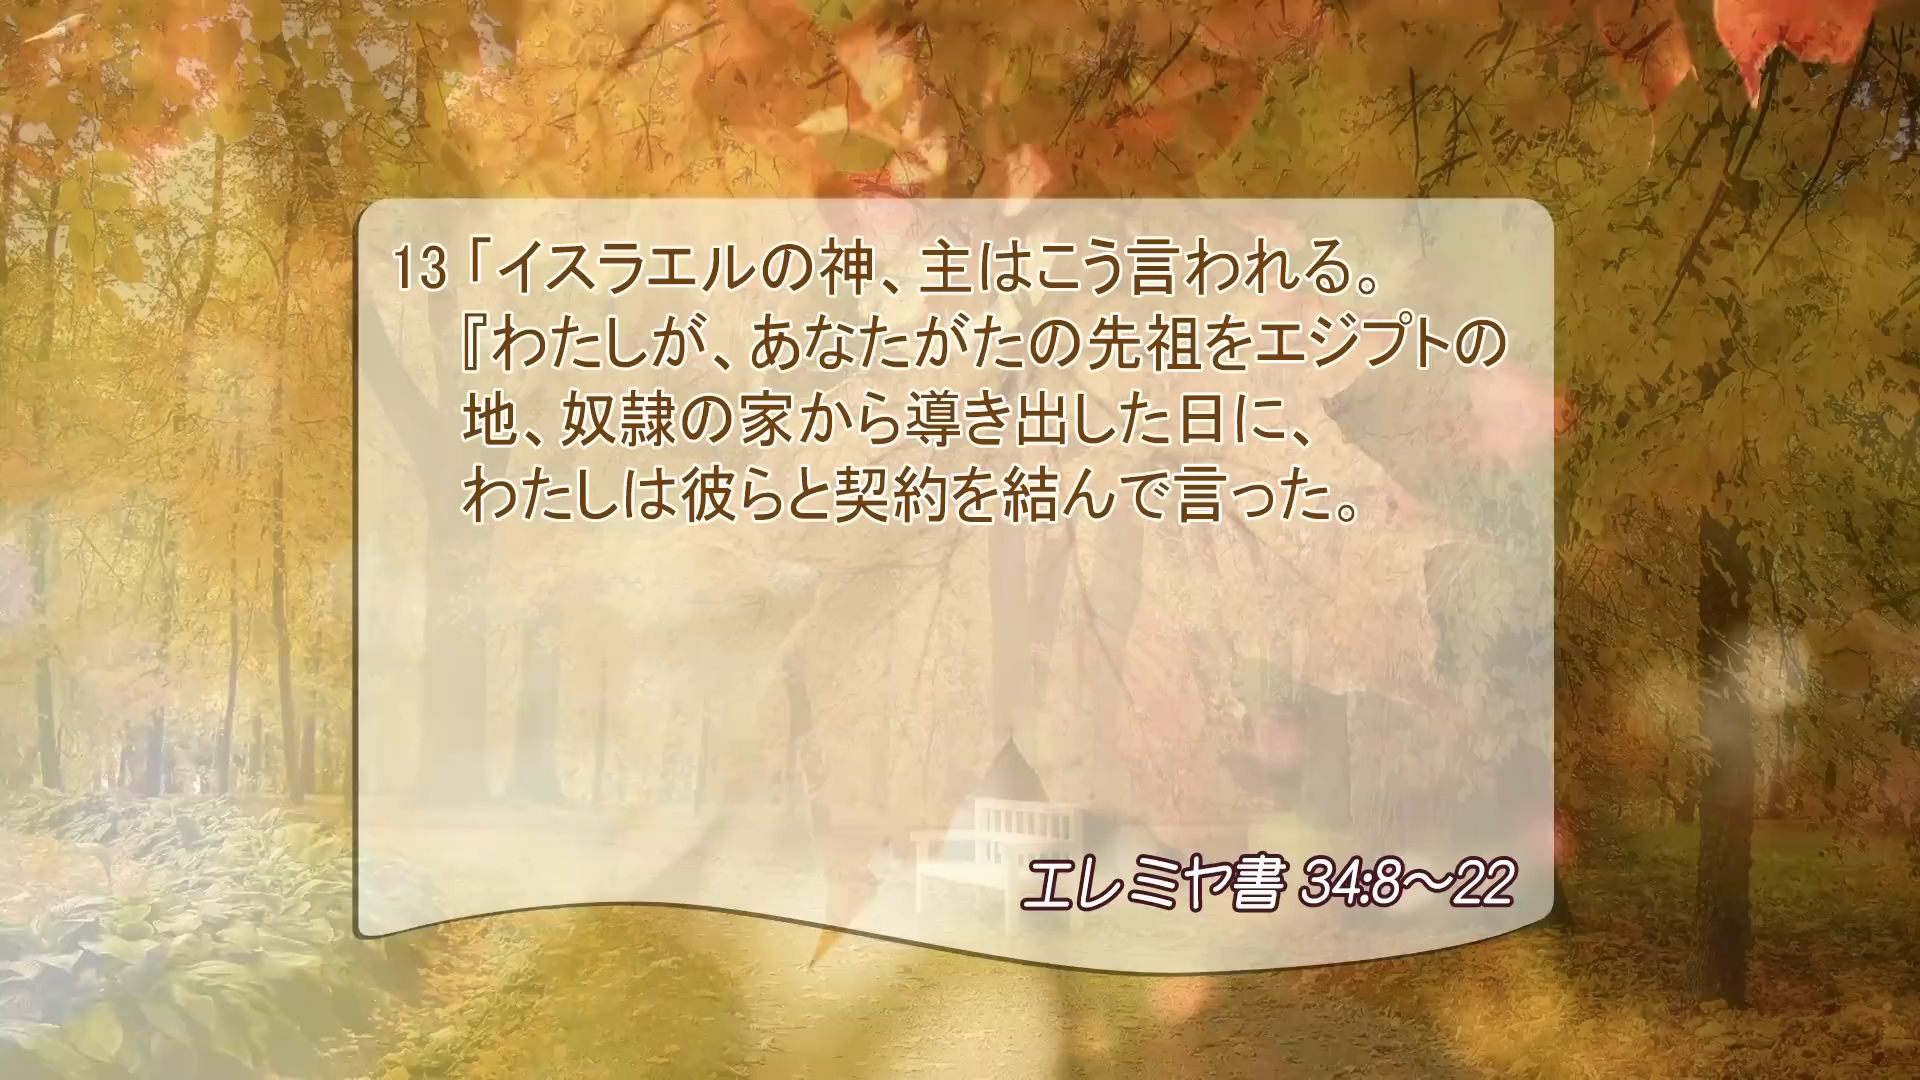 13「イスラエルの神、主はこう言われる。
『わたしが、あなたがたの先祖をエジプトの
地、奴隷の家から導き出した日に、
わたしは彼らと契約を結んで言った。
エレミヤ書 34:8～22